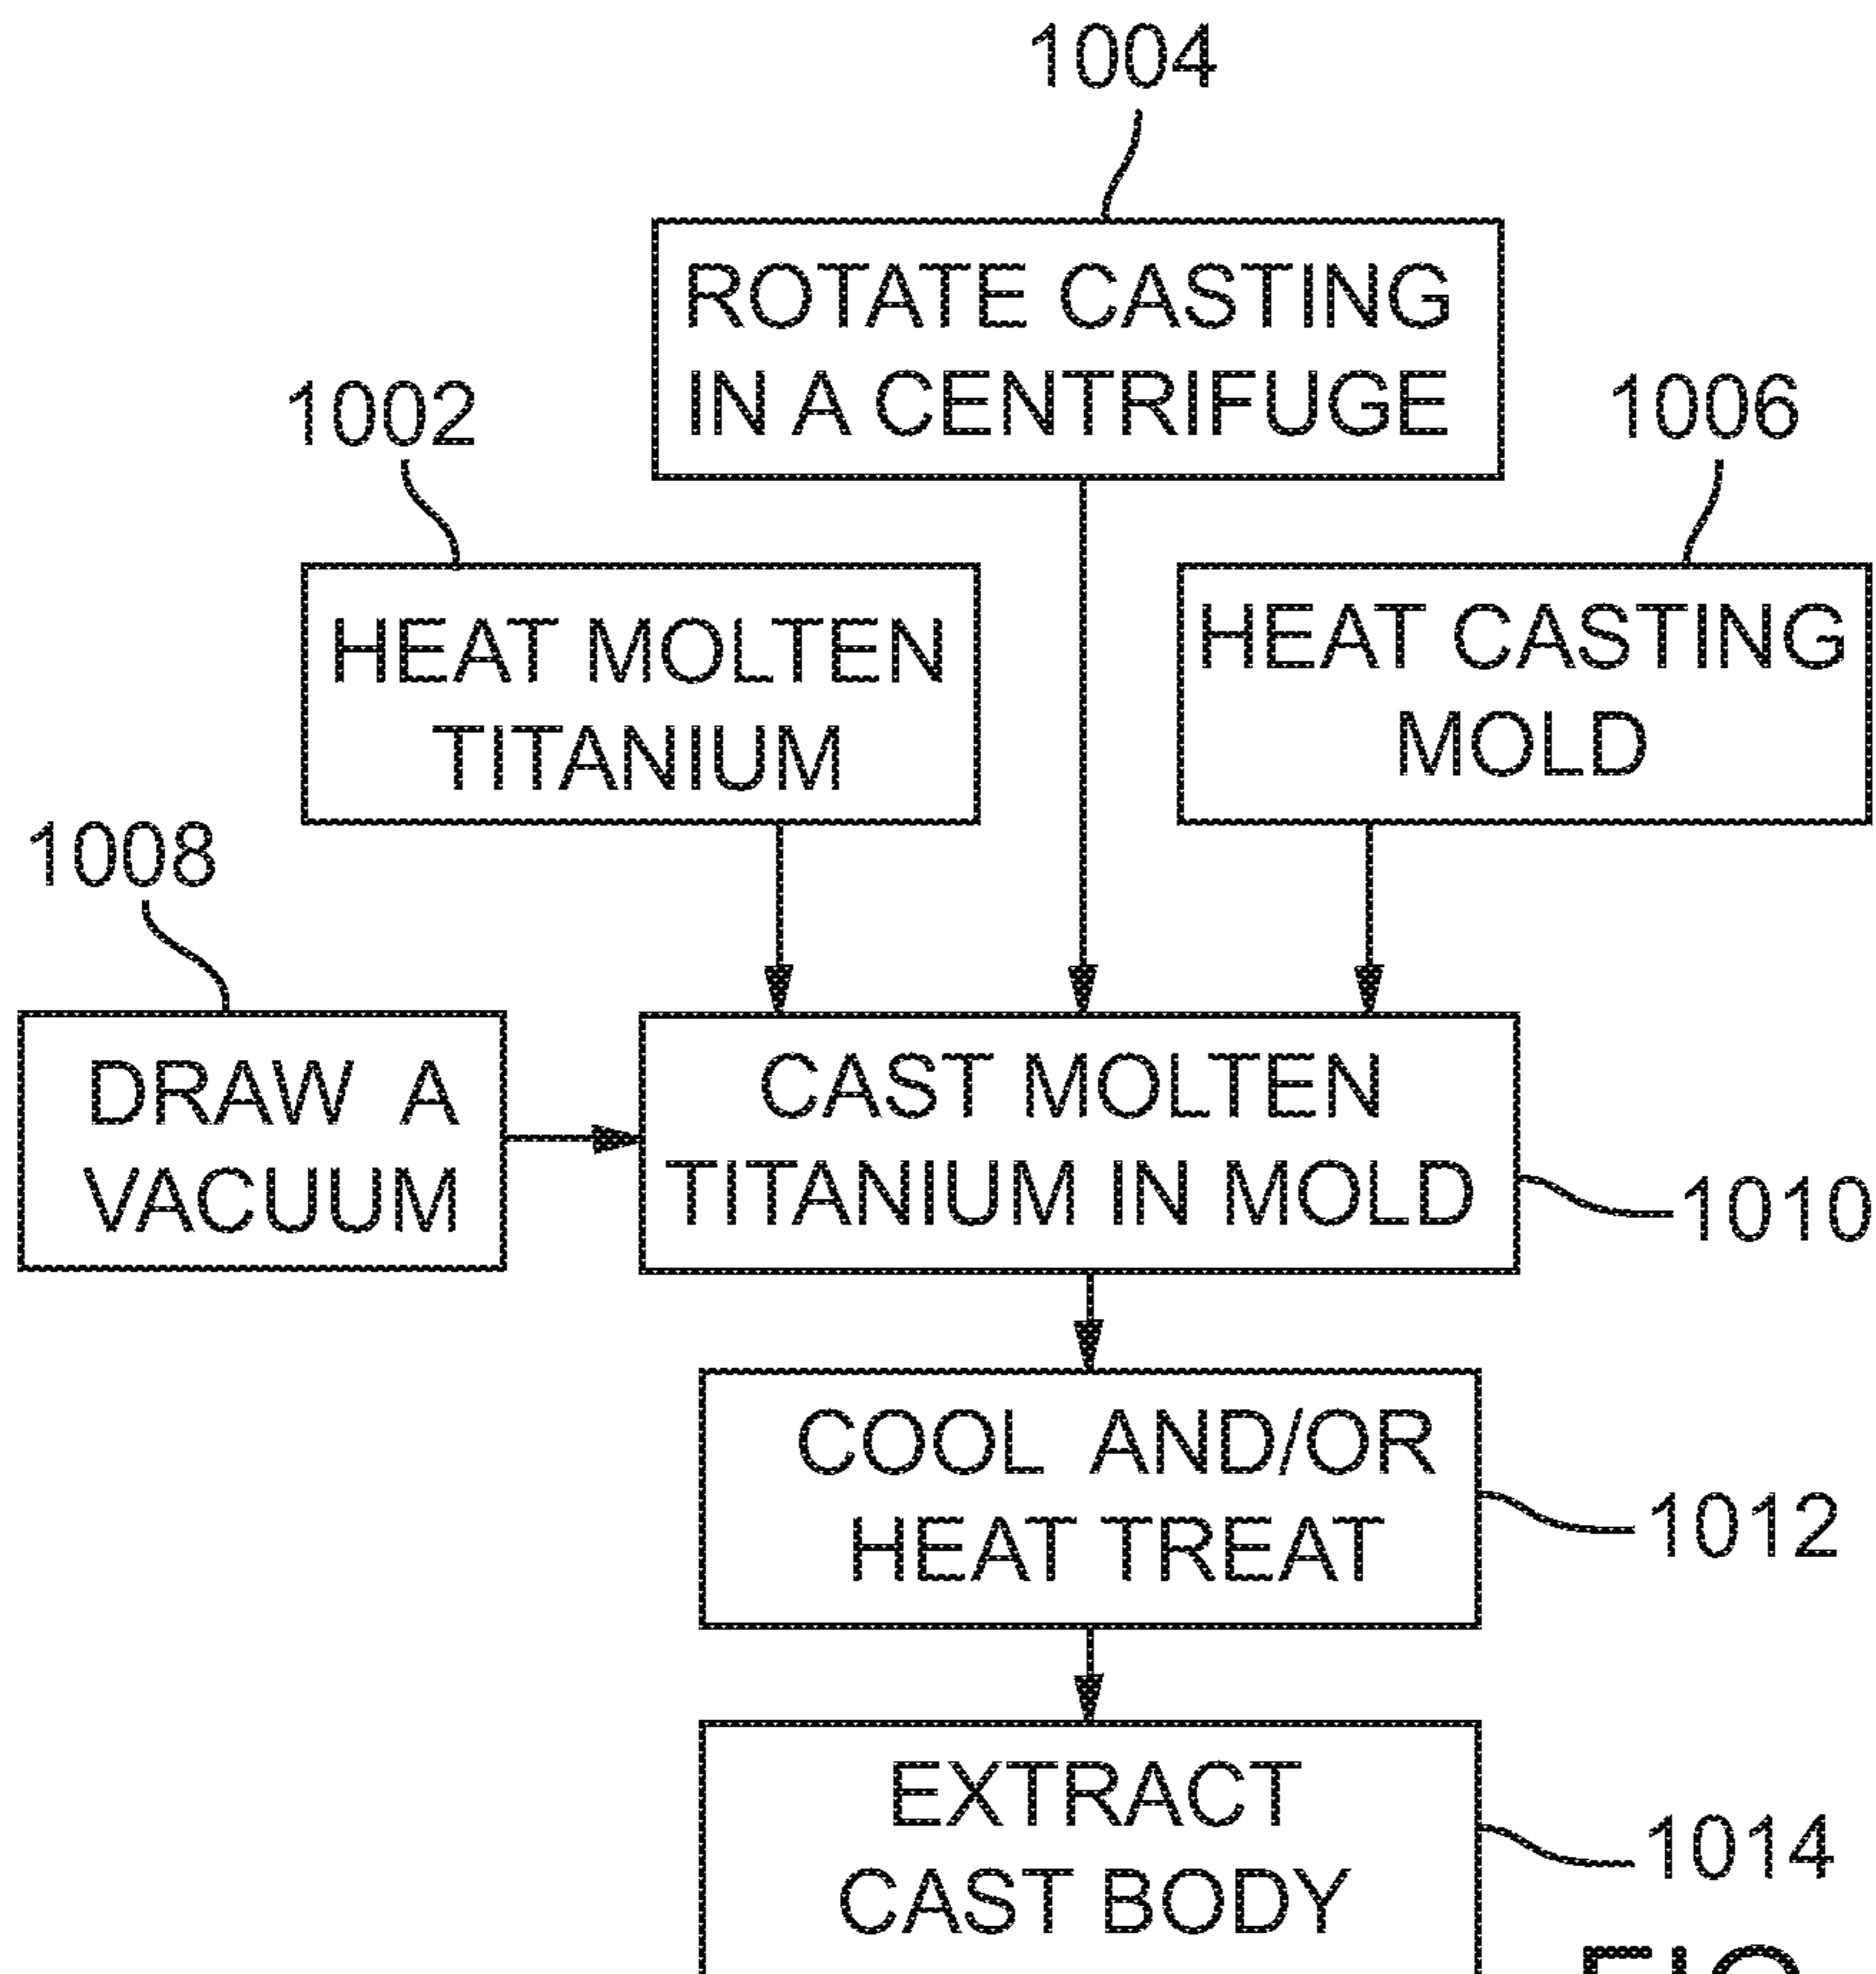 1004
ROTATE CASTING
IN A CENTRIFUGE
1002
1006
HEAT MOLTEN
TITANIUM
HEAT CASTING
MOLD
1008
DRAW A
VACUUM
CAST MOLTEN
TITANIUM IN MOLD
1010
COOL AND/OR
HEAT TREAT
1012
EXTRACT
CAST BODY
1014